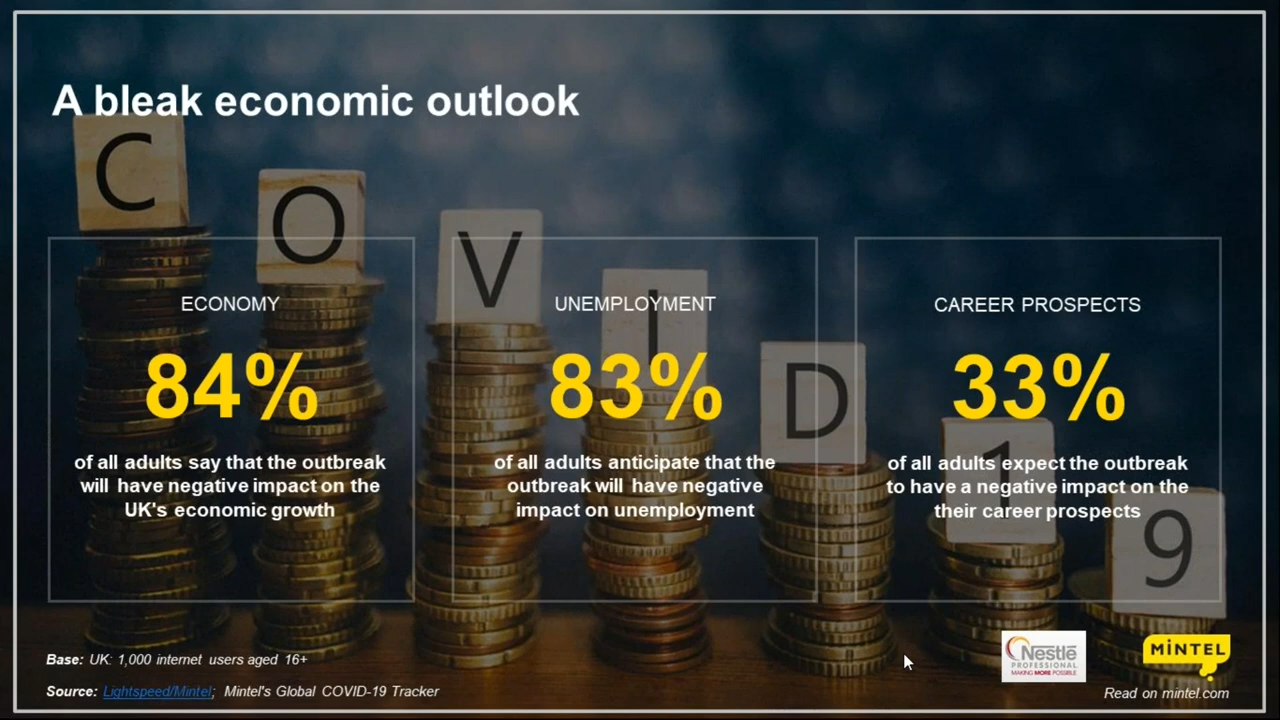 A bleak economic outlook
C
O
V
I
D
1
9
ECONOMY
84%
of all adults say that the outbreak
will have negative impact on the
UK's economic growth
UNEMPLOYMENT
83%
of all adults anticipate that the
outbreak will have negative
impact on unemployment
CAREER PROSPECTS
33%
of all adults expect the outbreak
to have a negative impact on the
their career prospects
Base: UK: 1,000 internet users aged 16+
Source: Lightspeed/Mintel; Mintel's Global COVID-19 Tracker
Nestlé
PROFESSIONAL
MAKING MORE POSSIBLE
MINTEL
Read on mintel.com